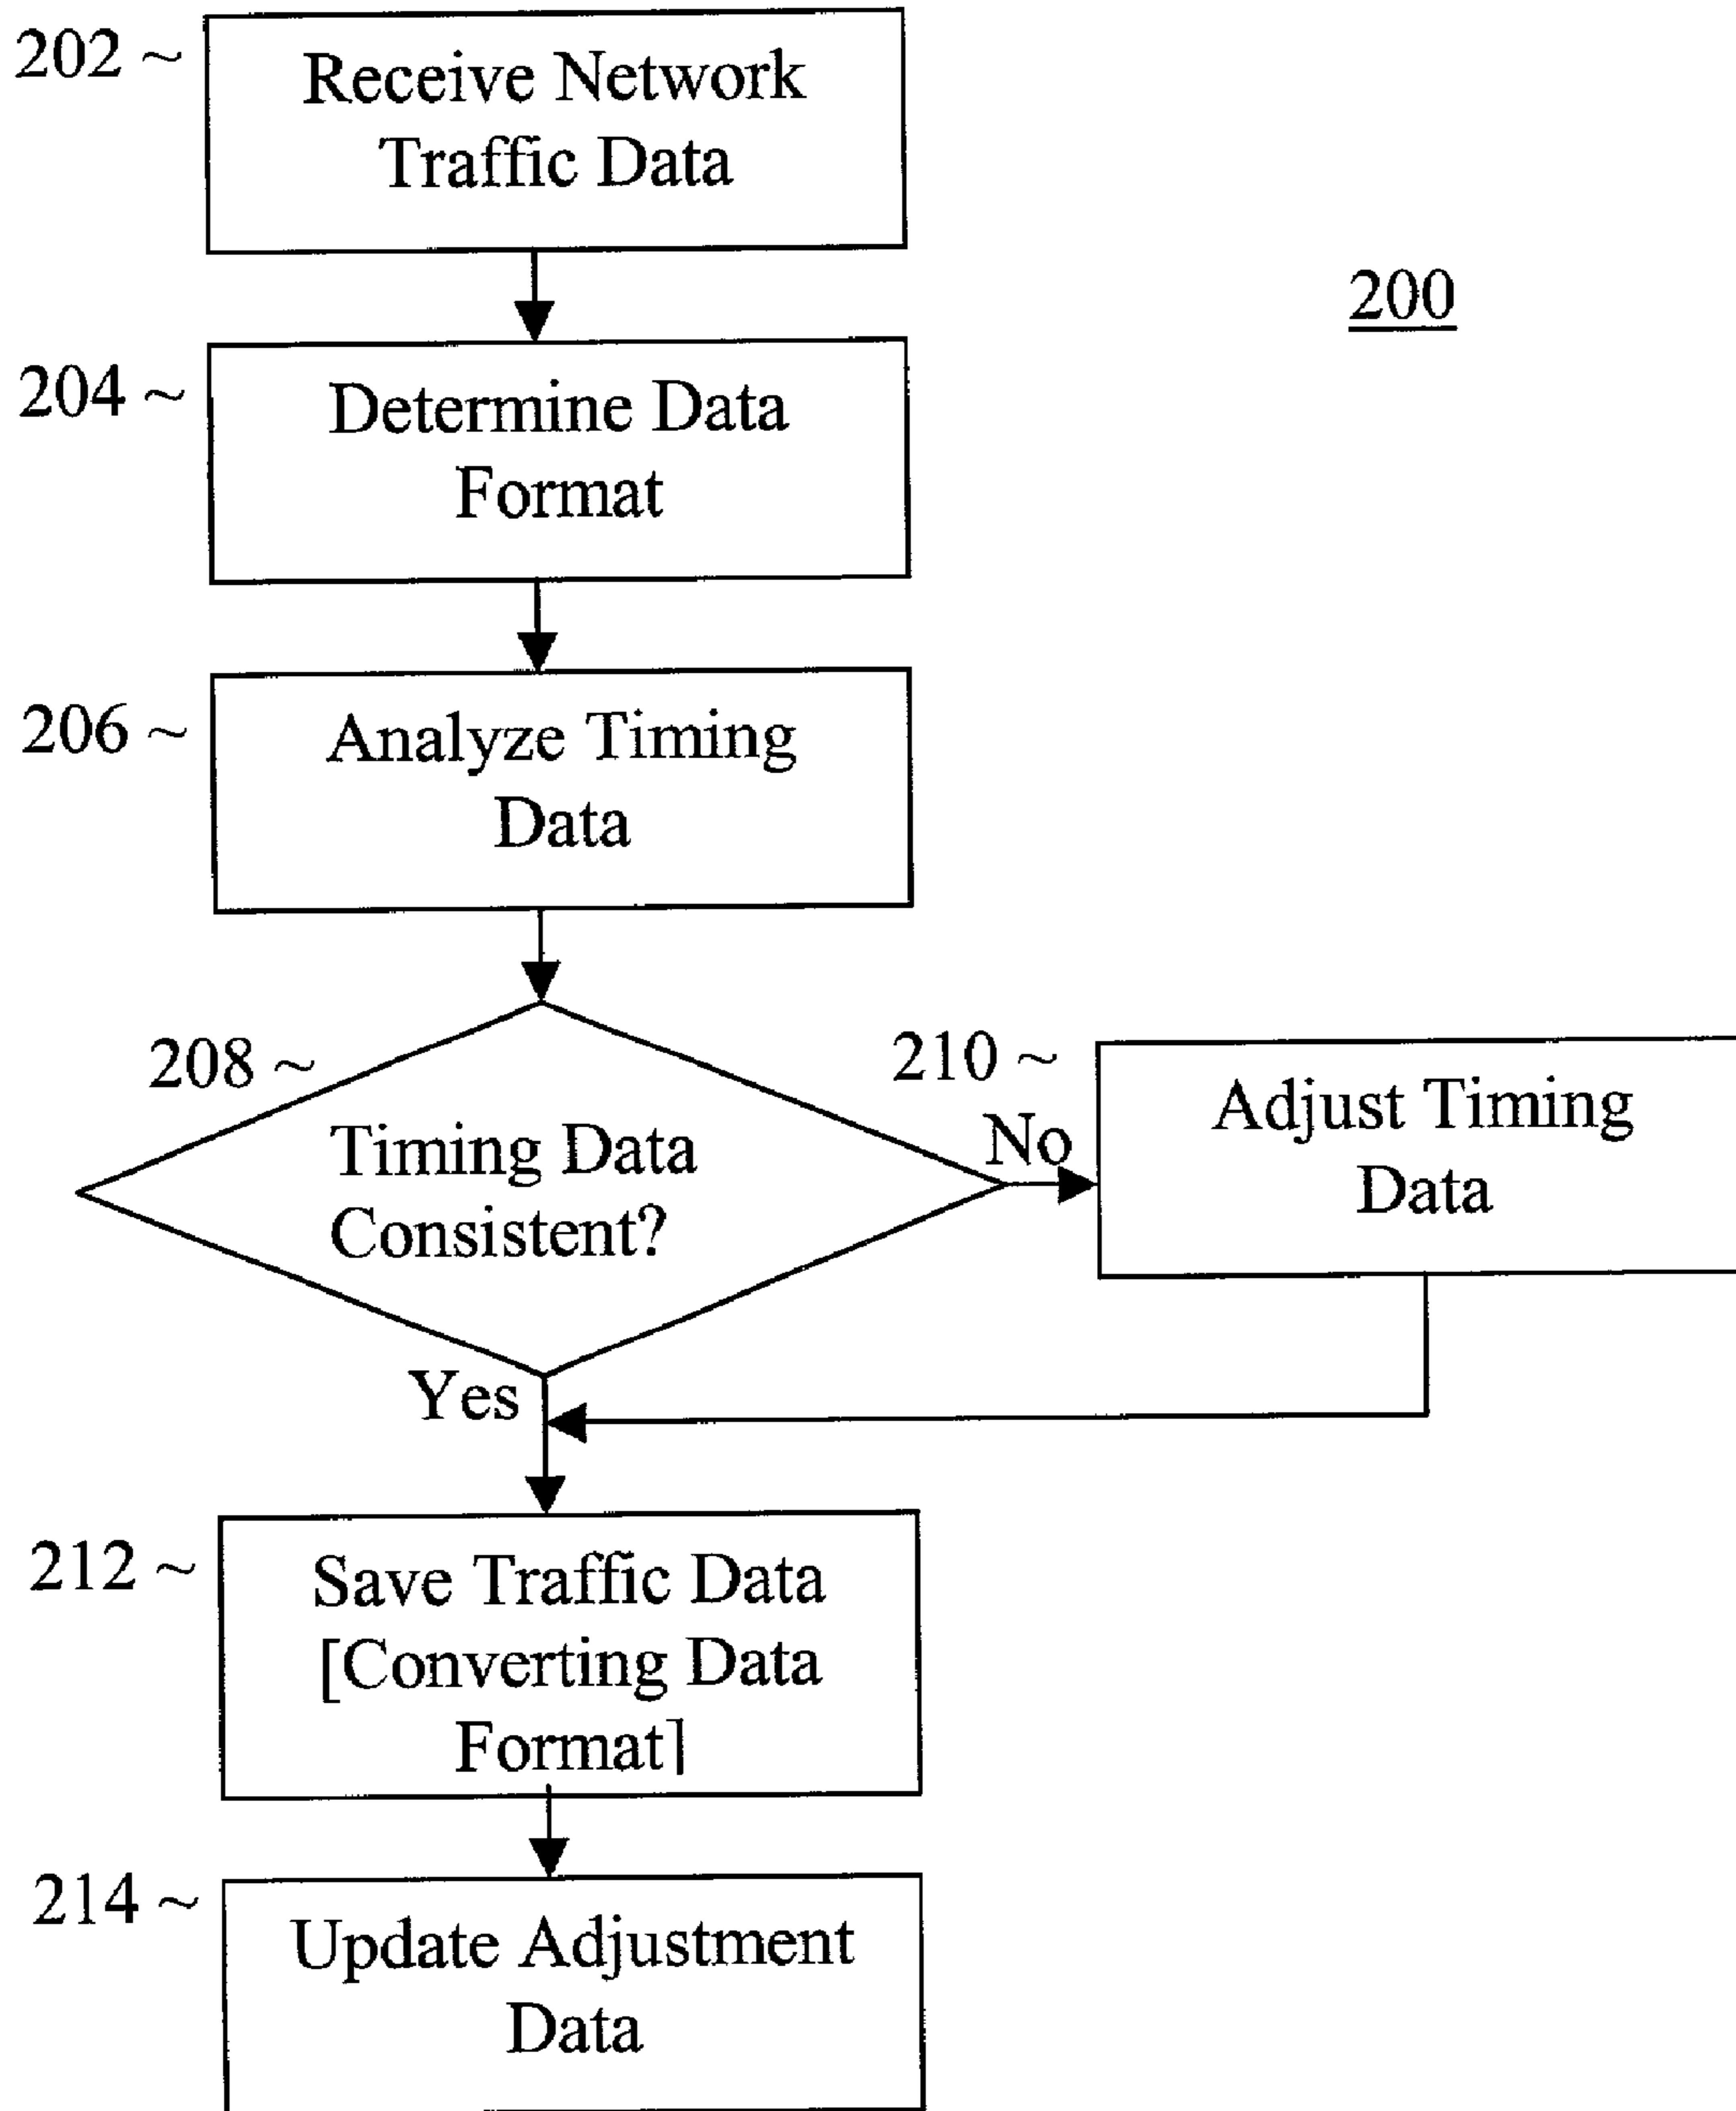 202 ~
Receive Network
Traffic Data
200
204 ~
Determine Data
Format
206 ~
Analyze Timing
Data
208 ~
Timing Data
Consistent?
No
210 ~
Adjust Timing
Data
Yes
212 ~
Save Traffic Data
[Converting Data
Format]
214 ~
Update Adjustment
Data